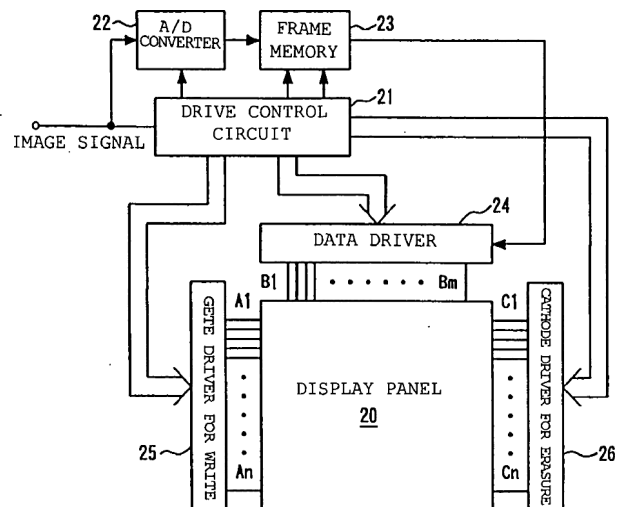 22
A/D
CONVERTER
FRAME
MEMORY
23
21
DRIVE CONTROL
CIRCUIT
IMAGE SIGNAL
24
DATA DRIVER
B1
Bm
A1
C1
GETE DRIVER FOR WRITE
DISPLAY PANEL
20
CATHODE DRIVER FOR ERASURE
25
An
Cn
26